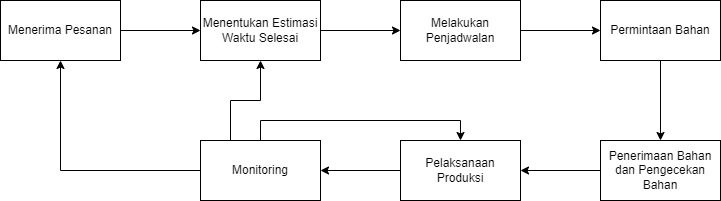 Menerima Pesanan
Menentukan Estimasi
Waktu Selesai
Melakukan
Penjadwalan
Permintaan Bahan
Monitoring
Pelaksanaan
Produksi
Penerimaan Bahan
dan Pengecekan
Bahan